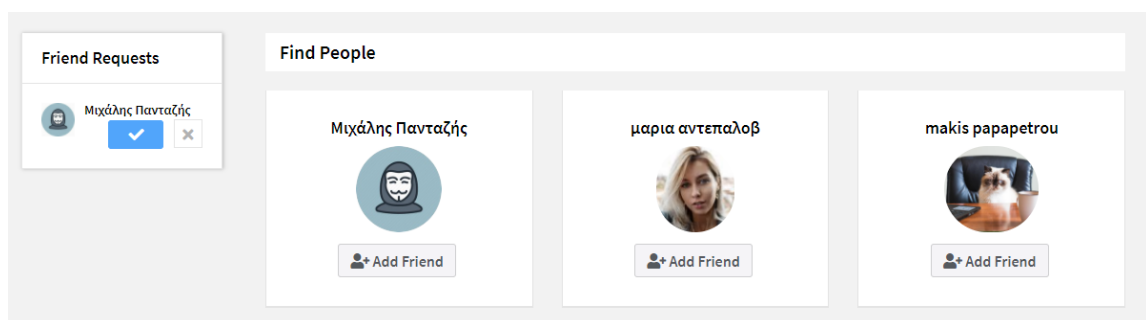 Friend Requests
Μιχάλης Πανταζής
Find People
Μιχάλης Πανταζής
Add Friend
μαρια αντεπαλοβ
Add Friend
makis papapetrou
Add Friend